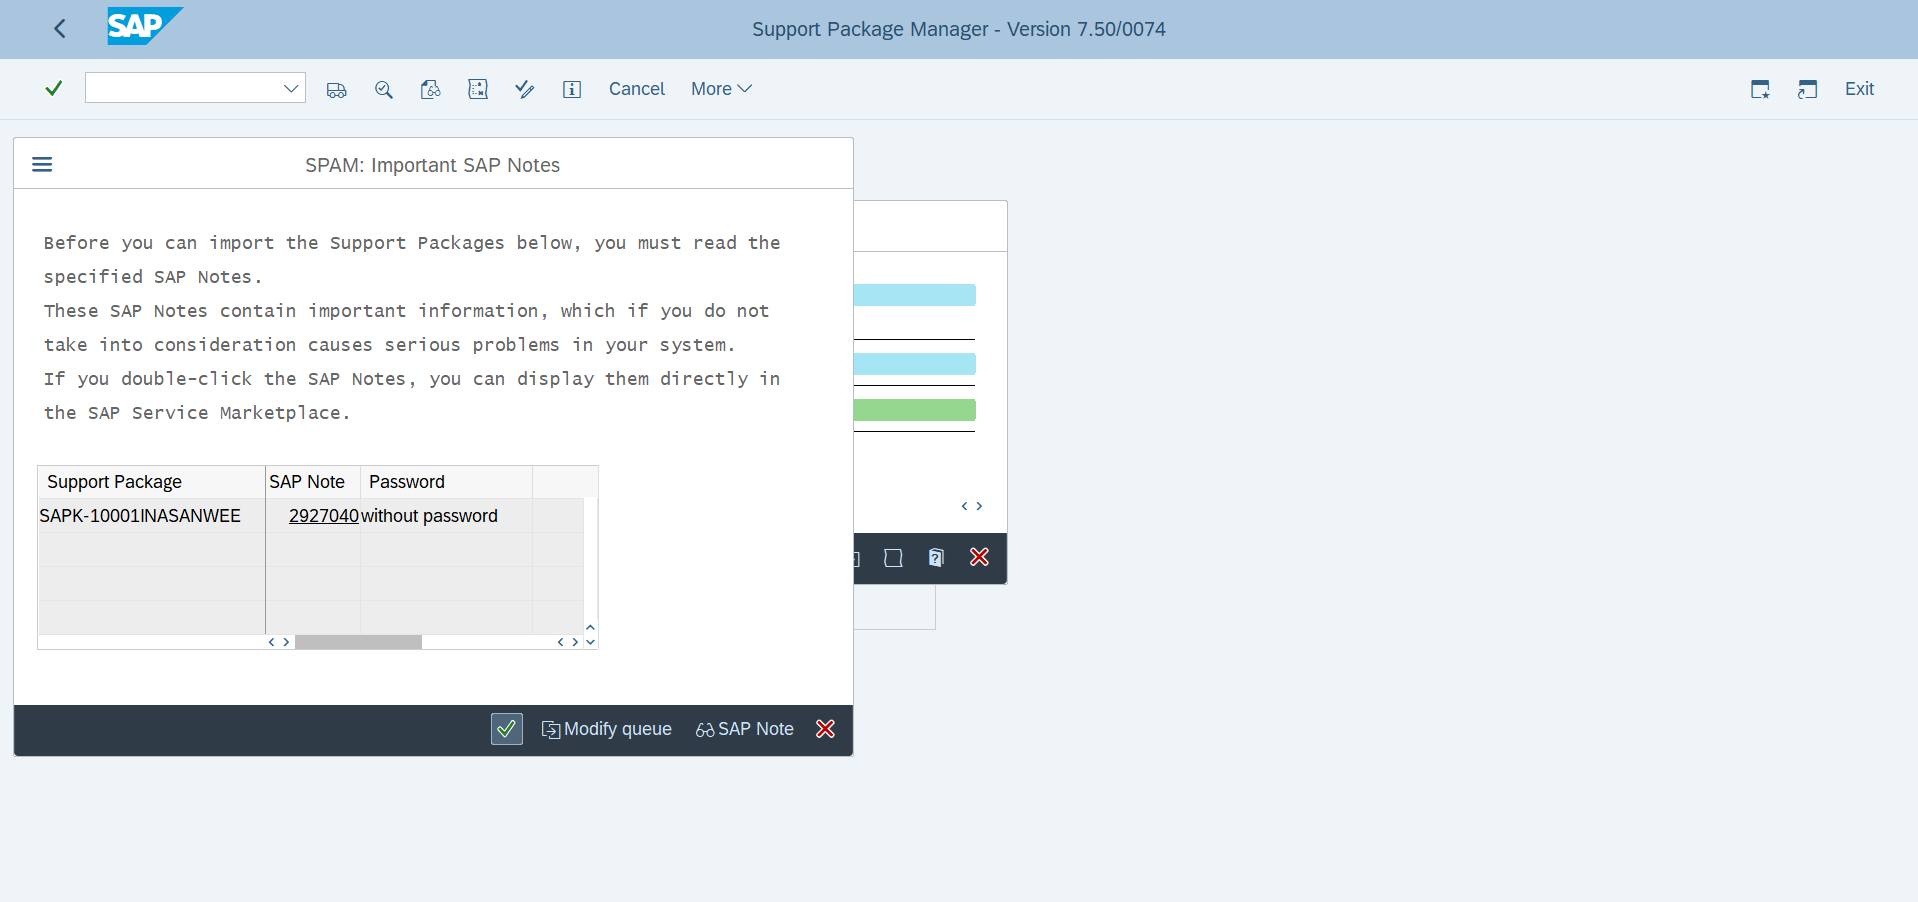 SAP
Support Package Manager - Version 7.50/0074
Cancel
More
Exit
SPAM: Important SAP Notes
Before you can import the Support Packages below, you must read the
specified SAP Notes.
These SAP Notes contain important information, which if you do not
take into consideration causes serious problems in your system.
If you double-click the SAP Notes, you can display them directly in
the SAP Service Marketplace.
Support Package SAP Note Password
SAPK-10001INASANWEE 2927040 without password
Modify queue SAP Note